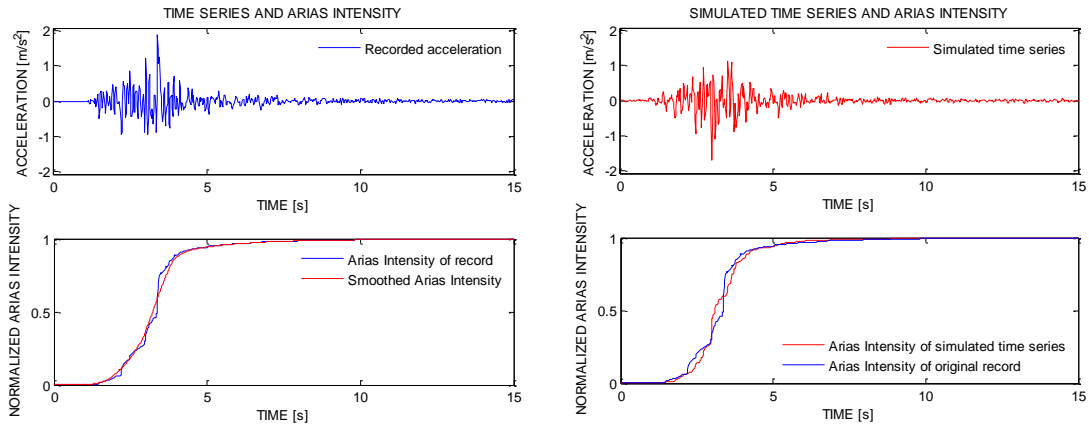 TIME SERIES AND ARIAS INTENSITY
2
1
0
-1
-2
ACCELERATION [m/s²]
Recorded acceleration
0
5
10
15
TIME [s]
SIMULATED TIME SERIES AND ARIAS INTENSITY
2
1
0
-1
-2
ACCELERATION [m/s²]
Simulated time series
0
5
10
15
TIME [s]
1
0.5
0
NORMALIZED ARIAS INTENSITY
Arias Intensity of record
Smoothed Arias Intensity
0
5
10
15
TIME [s]
1
0.5
0
NORMALIZED ARIAS INTENSITY
Arias Intensity of simulated time series
Arias Intensity of original record
0
5
10
15
TIME [s]